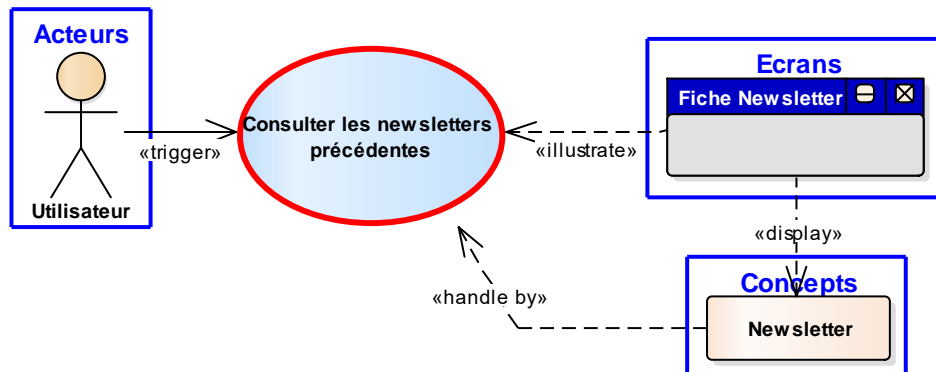 Acteurs
Utilisateur
«trigger»
Consulter les newsletters
précédentes
«illustrate»
Ecrans
Fiche Newsletter
«display»
«handle by»
Concepts
Newsletter